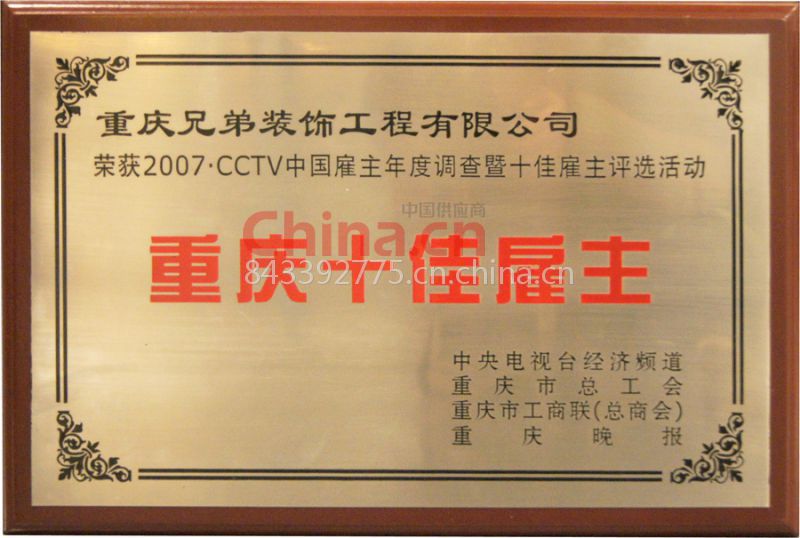 重庆兄弟装饰工程有限公司
荣获2007·CCTV中国雇主年度调查暨十佳雇主评选活动
中国供应商
China.cn
重庆十佳雇主
843392775.cn.china.cn
中央电视台经济频道
重庆市总工会
重庆市工商联(总商会)
重庆晚报